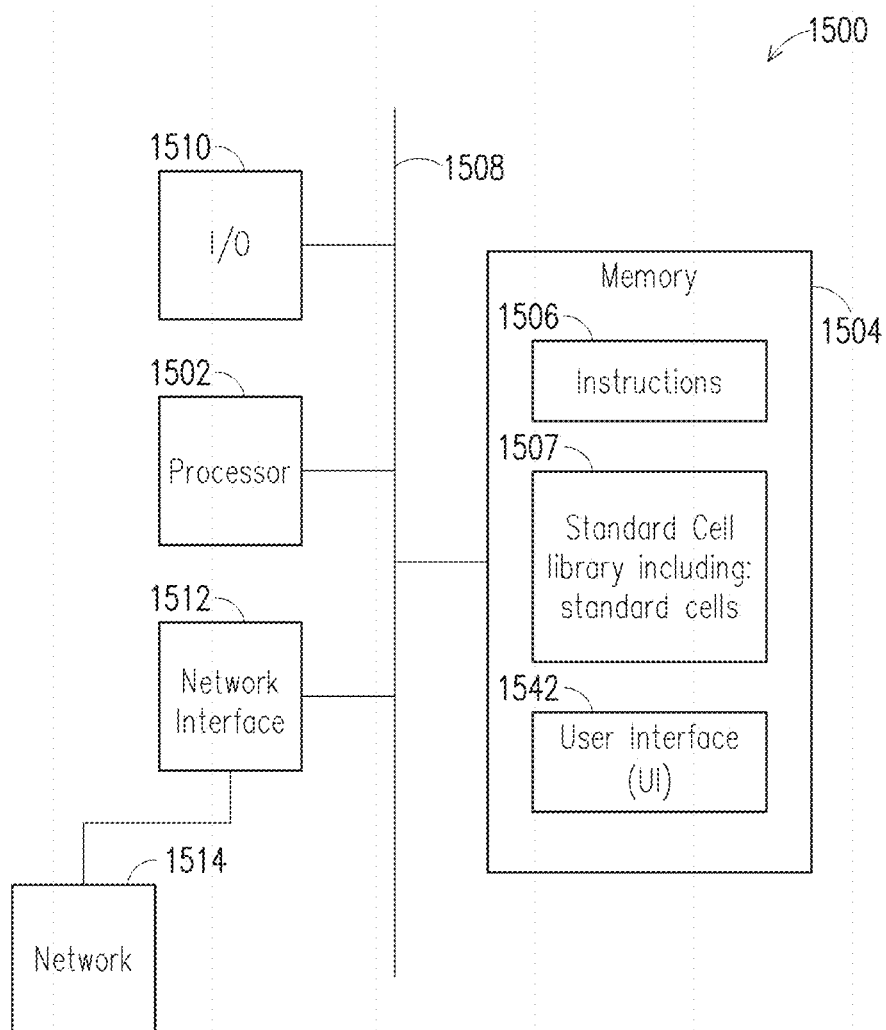 1500
1510
I/O
1508
Memory
1504
1506
Instructions
1502
Processor
1507
Standard Cell
library including:
standard cells
1512
Network
Interface
1542
User Interface
(UI)
1514
Network